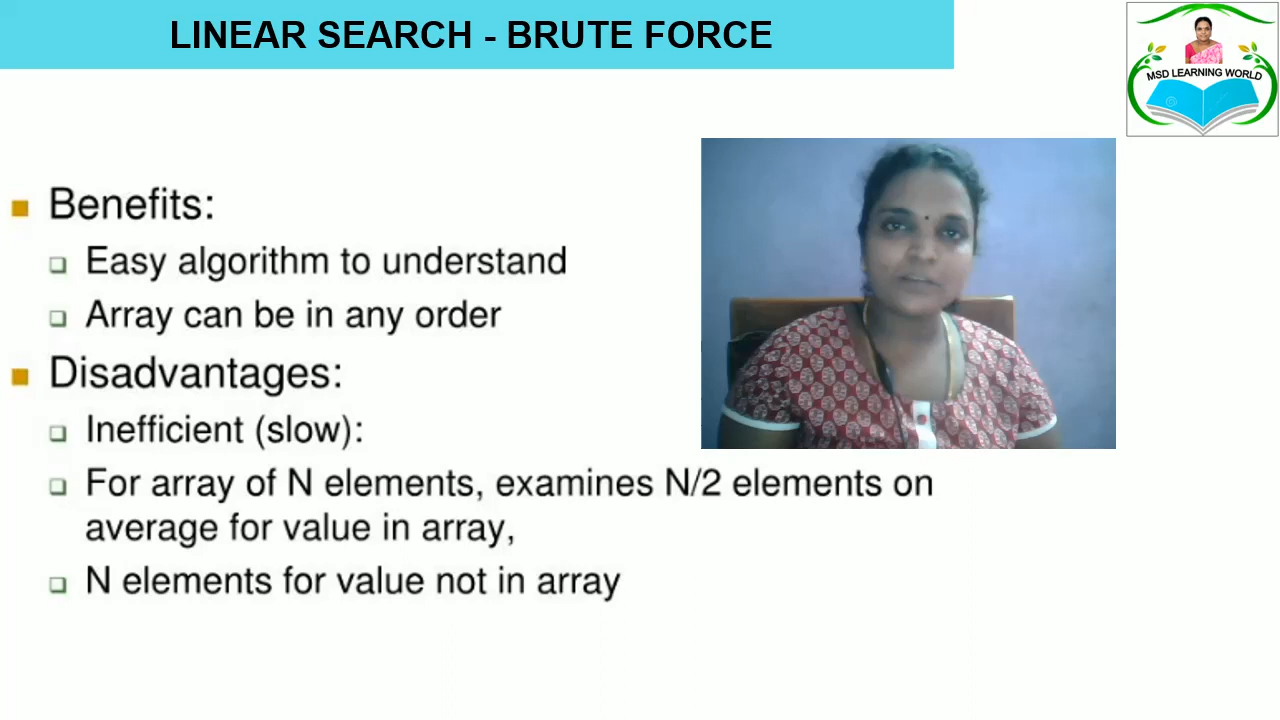 LINEAR SEARCH - BRUTE FORCE
MSD LEARNING WORLD
Benefits:
Easy algorithm to understand
Array can be in any order
Disadvantages:
Inefficient (slow):
For array of N elements, examines N/2 elements on
average for value in array,
N elements for value not in array